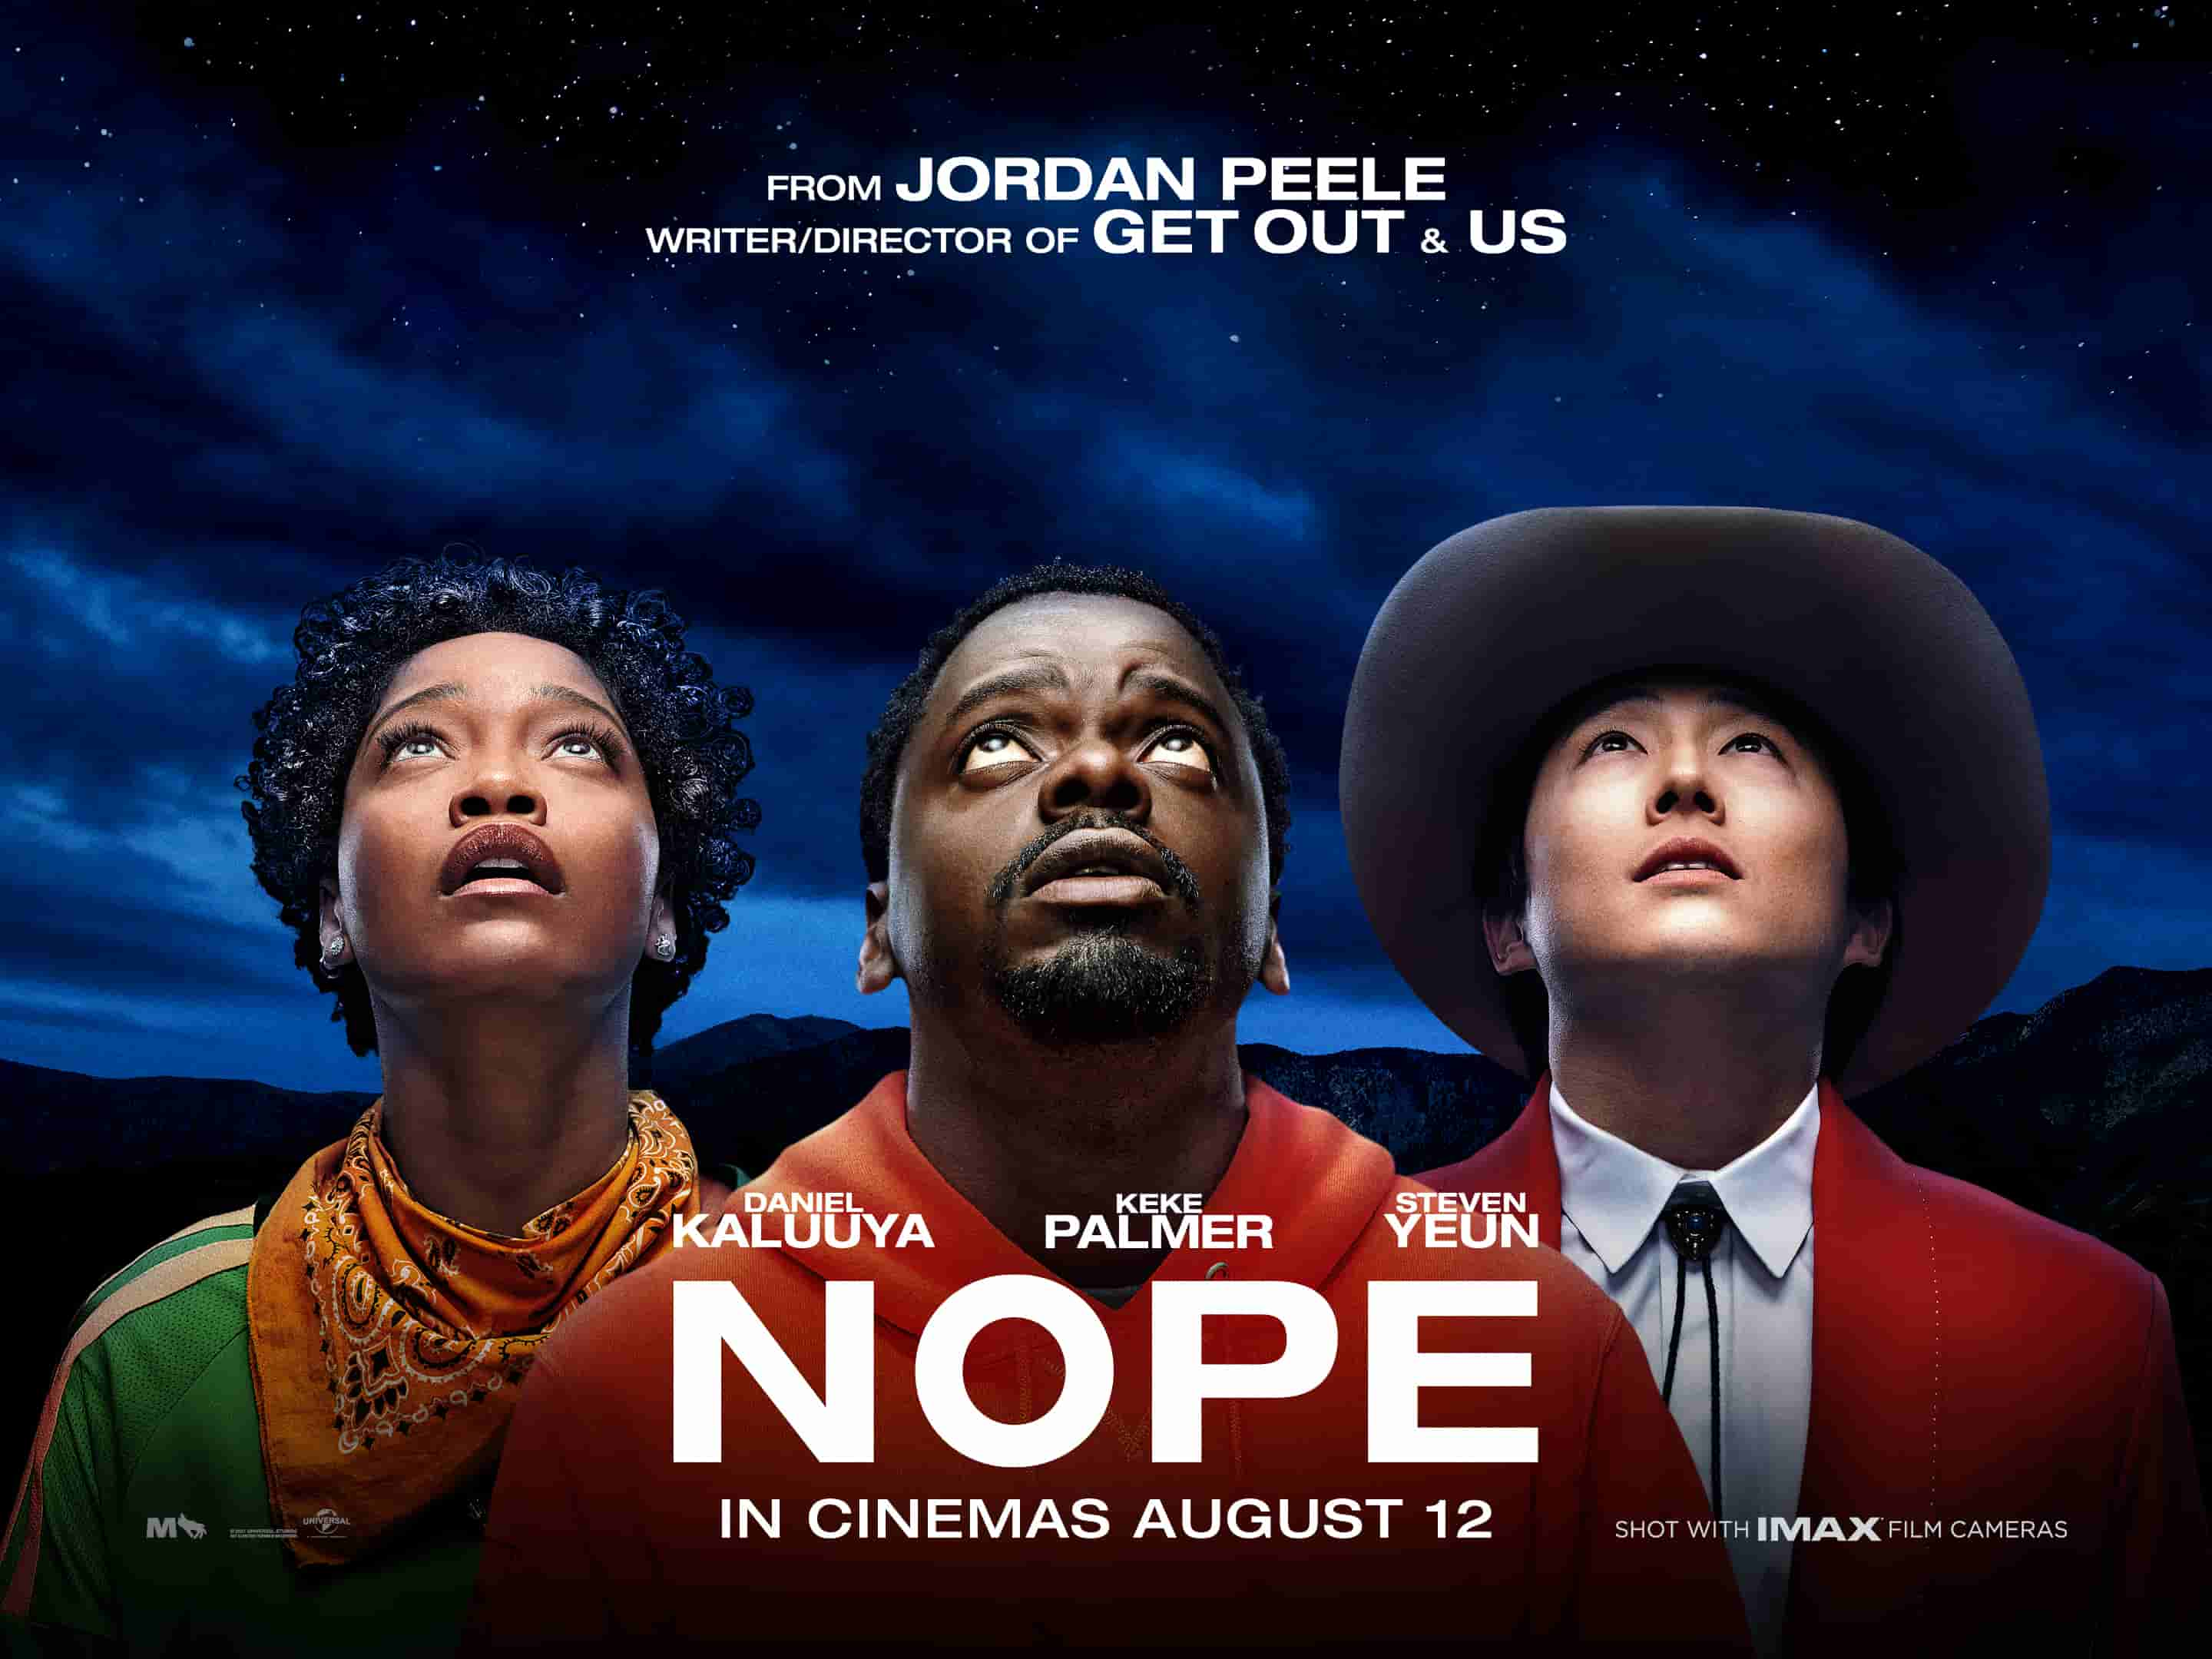 FROM JORDAN PEELE
WRITER/DIRECTOR OF GET OUT & US
DANIEL KALUUYA
KEKE PALMER
STEVEN YEUN
NOPE
IN CINEMAS AUGUST 12
M
UNIVERSAL
SHOT WITH IMAX FILM CAMERAS